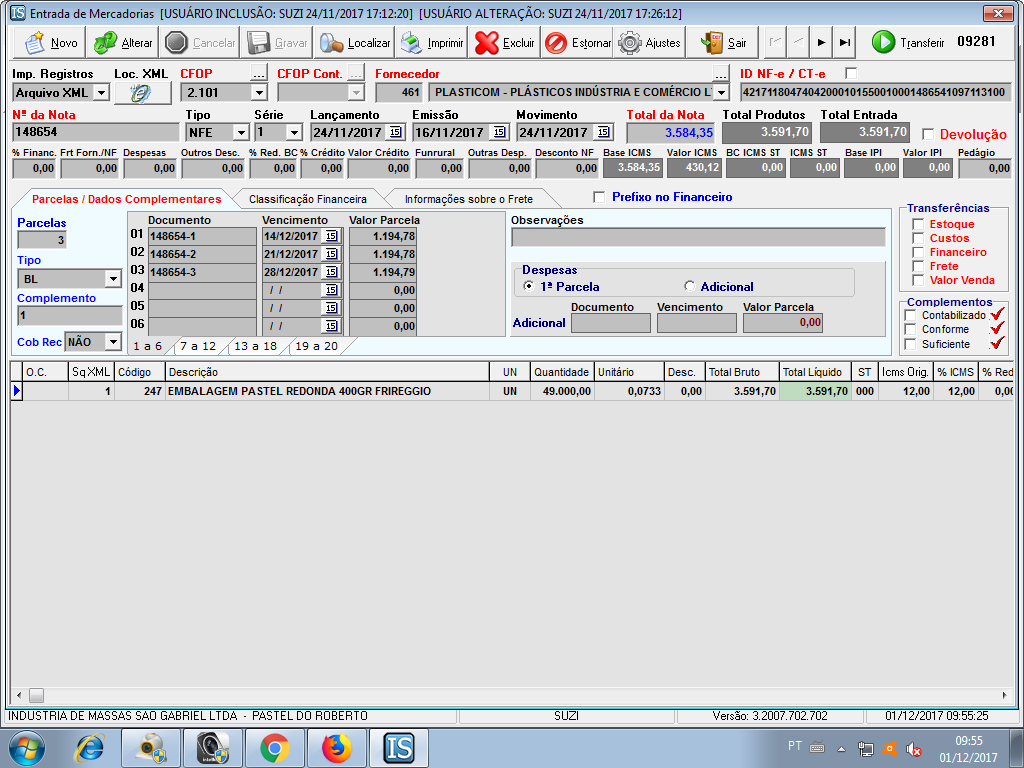 Entrada de Mercadorias [USUÁRIO INCLUSÃO: SUZI 24/11/2017 17:12:20] [USUÁRIO ALTERAÇÃO: SUZI 24/11/2017 17:26:12]
Novo Alterar Cancelar Gravar Localizar Imprimir Excluir Estornar Ajustes Sair Transferir 09281
Imp. Registros Loc. XML CFOP ... CFOP Cont. ... Fornecedor ... ID NF-e / CT-e
Arquivo XML 2.101 461 PLASTICOM - PLÁSTICOS INDÚSTRIA E COMÉRCIO L 42171180474042000101550010001486541097113100
Nº da Nota Tipo Série Lançamento Emissão Movimento Total da Nota Total Produtos Total Entrada
148654 NFE 1 24/11/2017 15 16/11/2017 15 24/11/2017 15 3.584,35 3.591,70 3.591,70 Devolução
% Financ. Frt Forn./NF Despesas Outros Desc. % Red. BC % Crédito Valor Crédito Funrural Outras Desp. Desconto NF Base ICMS Valor ICMS BC ICMS ST ICMS ST Base IPI Valor IPI Pedágio
0,00 0,00 0,00 0,00 0,00 0,00 0,00 0,00 0,00 0,00 3.584,35 430,12 0,00 0,00 0,00 0,00 0,00
Parcelas / Dados Complementares Classificação Financeira Informações sobre o Frete Prefixo no Financeiro
Parcelas
3
Tipo
BL
Complemento
1
Cob Rec NÃO
Documento Vencimento Valor Parcela
01 148654-1 14/12/2017 15 1.194,78
02 148654-2 21/12/2017 15 1.194,78
03 148654-3 28/12/2017 15 1.194,79
04 / / 15 0,00
05 / / 15 0,00
06 / / 15 0,00
1 a 6 7 a 12 13 a 18 19 a 20
Observações
Despesas
1ª Parcela Adicional
Documento Vencimento Valor Parcela
Adicional 0,00
Transferências
Estoque
Custos
Financeiro
Frete
Valor Venda
Complementos
Contabilizado
Conforme
Suficiente
O.C. Sq XML Código Descrição UN Quantidade Unitário Desc. Total Bruto Total Líquido ST Icms Orig. % ICMS % Red
1 247 EMBALAGEM PASTEL REDONDA 400GR FRIREGGIO UN 49.000,00 0,0733 0,00 3.591,70 3.591,70 000 12,00 12,00 0,00
INDUSTRIA DE MASSAS SAO GABRIEL LTDA - PASTEL DO ROBERTO SUZI Versão: 3.2007.702.702 01/12/2017 09:55:25
IS PT 09:55
01/12/2017